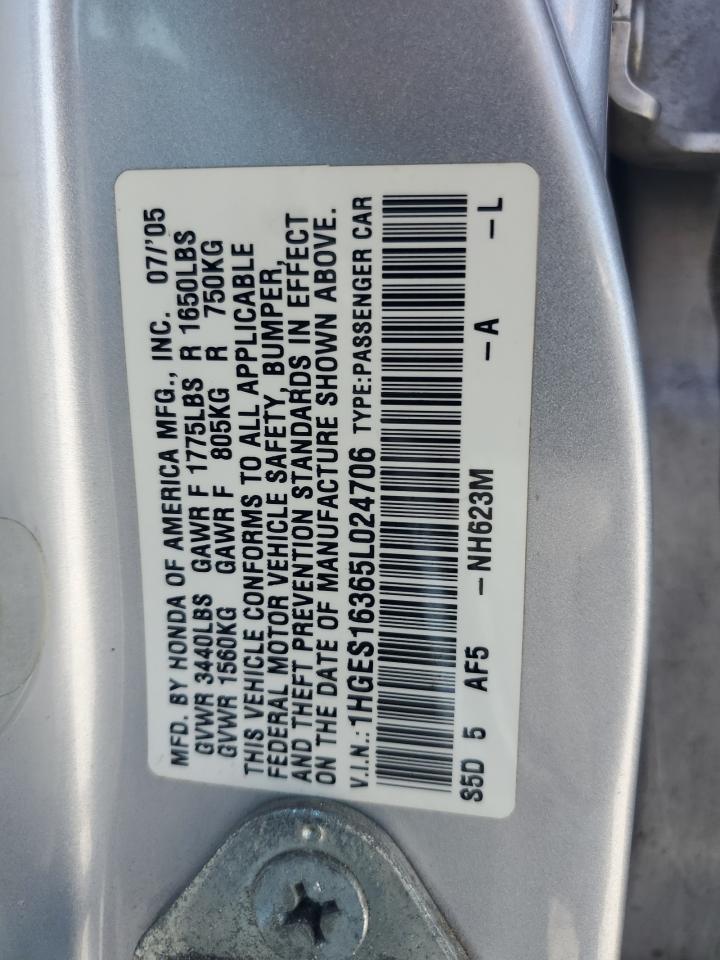 MFD. BY HONDA OF AMERICA MFG., INC. 07/'05
GVWR 3440LBS GAWR F 1775LBS R 1650LBS
GVWR 1560KG GAWR F 805KG R 750KG
THIS VEHICLE CONFORMS TO ALL APPLICABLE
FEDERAL MOTOR VEHICLE SAFETY, BUMPER,
AND THEFT PREVENTION STANDARDS IN EFFECT
ON THE DATE OF MANUFACTURE SHOWN ABOVE.
V.I.N.:1HGES16365L024706 TYPE:PASSENGER CAR
S5D 5 AF5 -NH623M -A -L